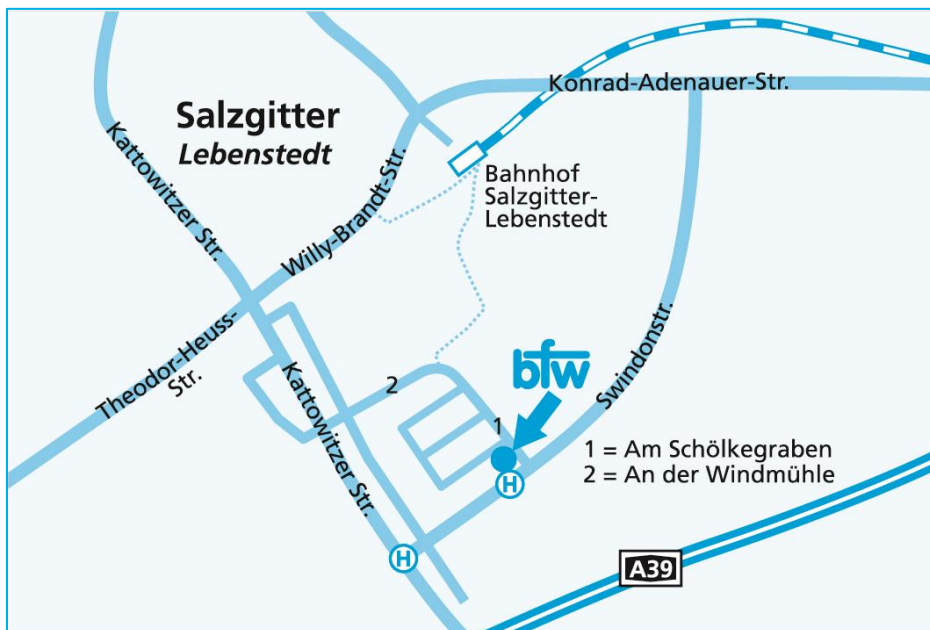 Konrad-Adenauer-Str.
Salzgitter
Lebenstedt
Kattowitzer Str.
Willy-Brandt-Str.
Bahnhof
Salzgitter-
Lebenstedt
Theodor-Heuss-
Str.
Kattowitzer Str.
2
bfw
Swindonstr.
1
1 = Am Schölkegraben
2 = An der Windmühle
H
H
A39